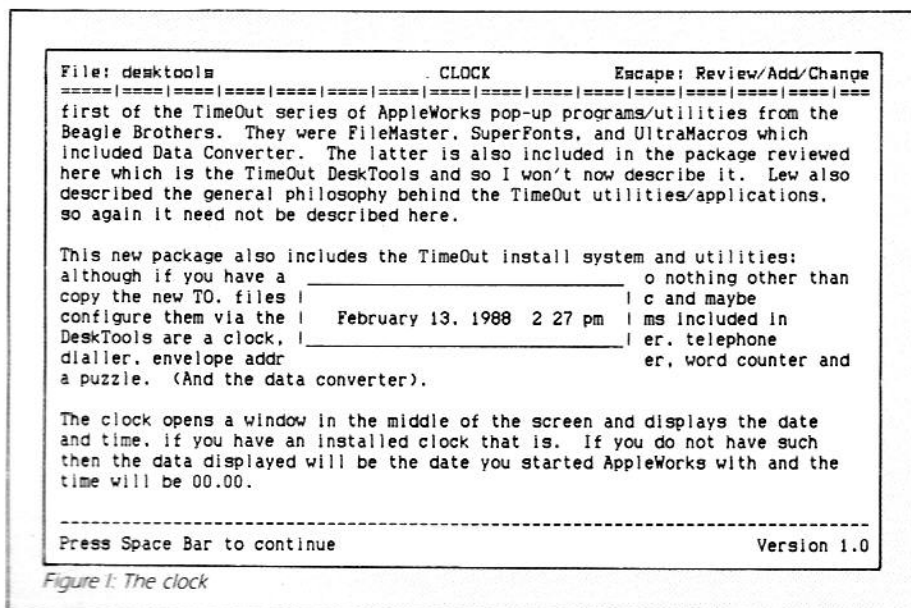 File: desktools . CLOCK Escape: Review/Add/Change
=====|====|====|====|====|====|====|====|====|====|====|====|====|====|====|===
first of the TimeOut series of AppleWorks pop-up programs/utilities from the
Beagle Brothers. They were FileMaster, SuperFonts, and UltraMacros which
included Data Converter. The latter is also included in the package reviewed
here which is the TimeOut DeskTools and so I won't now describe it. Lew also
described the general philosophy behind the TimeOut utilities/applications,
so again it need not be described here.
This new package also includes the TimeOut install system and utilities:
although if you have a o nothing other than
copy the new TO. files | | c and maybe
configure them via the | February 13, 1988 2 27 pm | ms included in
DeskTools are a clock, | | er, telephone
dialler, envelope addr er, word counter and
a puzzle. (And the data converter).
The clock opens a window in the middle of the screen and displays the date
and time, if you have an installed clock that is. If you do not have such
then the data displayed will be the date you started AppleWorks with and the
time will be 00.00.
Press Space Bar to continue Version 1.0
Figure 1: The clock